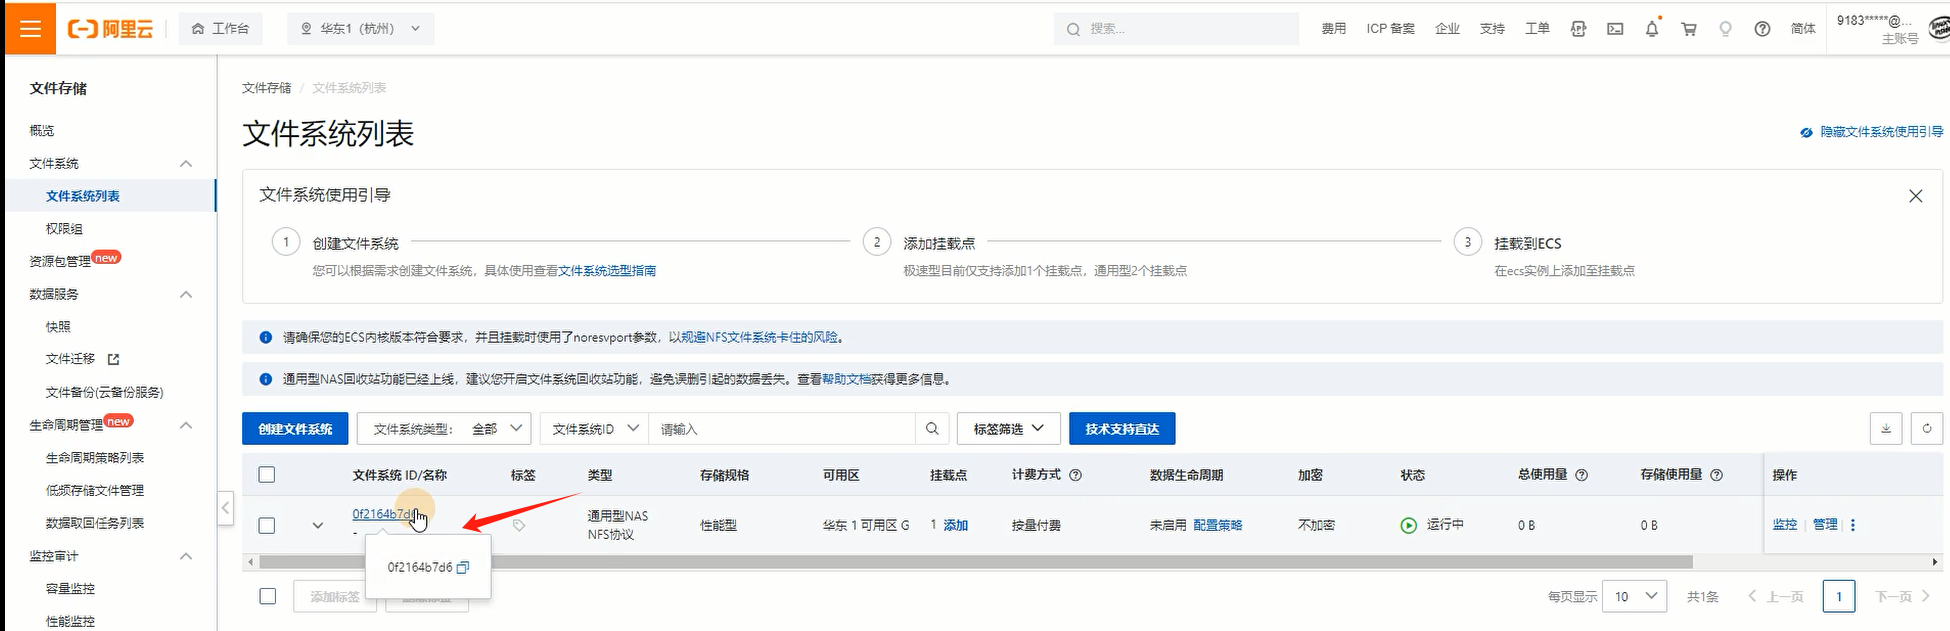 阿里云
工作台
华东1（杭州）
搜索...
费用
ICP 备案
企业
支持
工单
简体
9183*****@...
主账号
文件存储
概览
文件系统
文件系统列表
权限组
资源包管理 new
数据服务
快照
文件迁移
文件备份(云备份服务)
生命周期管理 new
生命周期策略列表
低频存储文件管理
数据取回任务列表
监控审计
容量监控
性能监控
文件存储 / 文件系统列表
文件系统列表
隐藏文件系统使用引导
文件系统使用引导
1 创建文件系统
您可以根据需求创建文件系统，具体使用查看文件系统选型指南
2 添加挂载点
极速型目前仅支持添加1个挂载点，通用型2个挂载点
3 挂载到ECS
在ecs实例上添加至挂载点
请确保您的ECS内核版本符合要求，并且挂载时使用了noresvport参数，以规避NFS文件系统卡住的风险。
通用型NAS回收站功能已经上线，建议您开启文件系统回收站功能，避免误删引起的数据丢失。查看帮助文档获得更多信息。
创建文件系统
文件系统类型： 全部
文件系统ID
请输入
标签筛选
技术支持直达
文件系统 ID/名称 标签 类型 存储规格 可用区 挂载点 计费方式 数据生命周期 加密 状态 总使用量 存储使用量 操作
0f2164b7d6
-
通用型NAS
NFS协议
性能型
华东 1 可用区 G
1 添加
按量付费
未启用 配置策略
不加密
运行中
0 B
0 B
监控 管理
0f2164b7d6
添加标签
每页显示 10 共1条 上一页 1 下一页